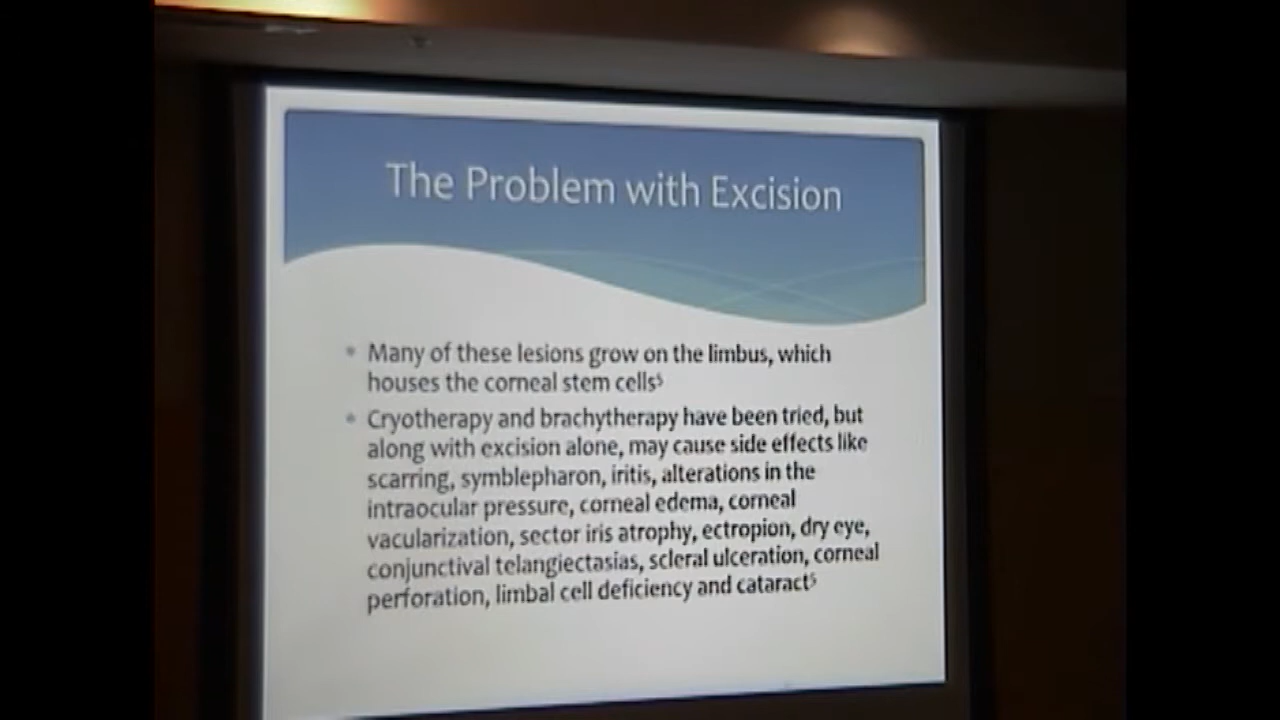 The Problem with Excision
• Many of these lesions grow on the limbus, which
houses the corneal stem cells⁵
• Cryotherapy and brachytherapy have been tried, but
along with excision alone, may cause side effects like
scarring, symblepharon, iritis, alterations in the
intraocular pressure, corneal edema, corneal
vacularization, sector iris atrophy, ectropion, dry eye,
conjunctival telangiectasias, scleral ulceration, corneal
perforation, limbal cell deficiency and cataract⁵